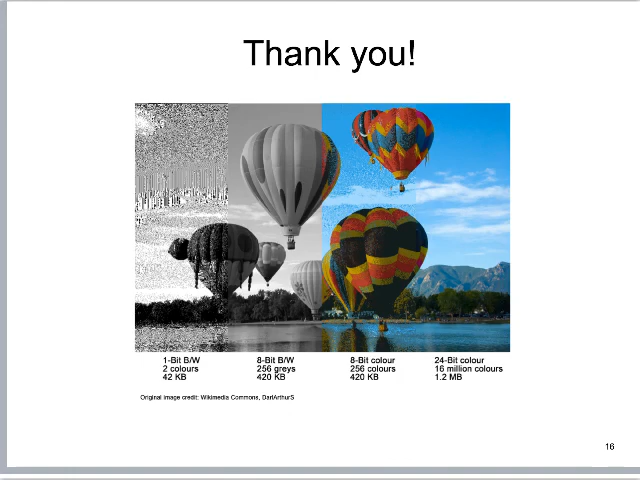 Thank you!
1-Bit B/W
2 colours
42 KB
8-Bit B/W
256 greys
420 KB
8-Bit colour
256 colours
420 KB
24-Bit colour
16 million colours
1.2 MB
Original image credit: Wikimedia Commons, DarlArthurS
16